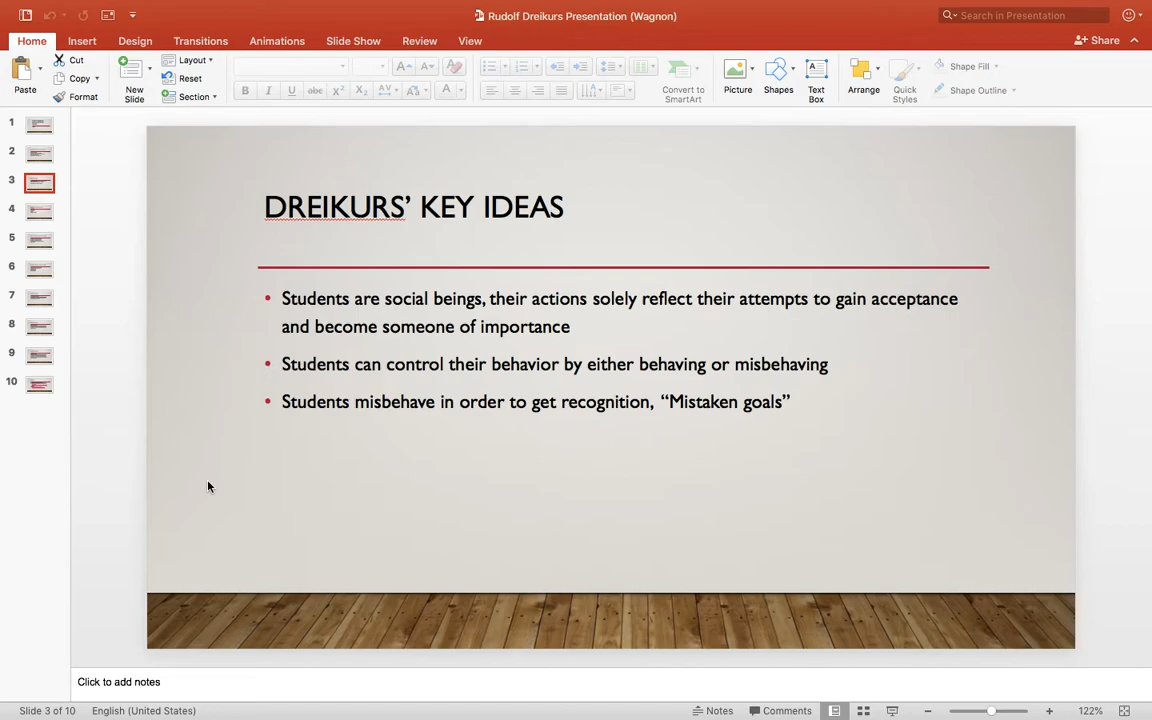 Rudolf Dreikurs Presentation (Wagnon)
Search in Presentation
Home Insert Design Transitions Animations Slide Show Review View Share
Paste Cut Copy Format
New Slide Layout Reset Section
B I U abc X² X₂ AV Aa A
Convert to SmartArt
Picture Shapes Text Box Arrange Quick Styles Shape Fill Shape Outline
1
2
3
4
5
6
7
8
9
10
DREIKURS’ KEY IDEAS
• Students are social beings, their actions solely reflect their attempts to gain acceptance
and become someone of importance
• Students can control their behavior by either behaving or misbehaving
• Students misbehave in order to get recognition, “Mistaken goals”
Click to add notes
Slide 3 of 10 English (United States) Notes Comments 122%